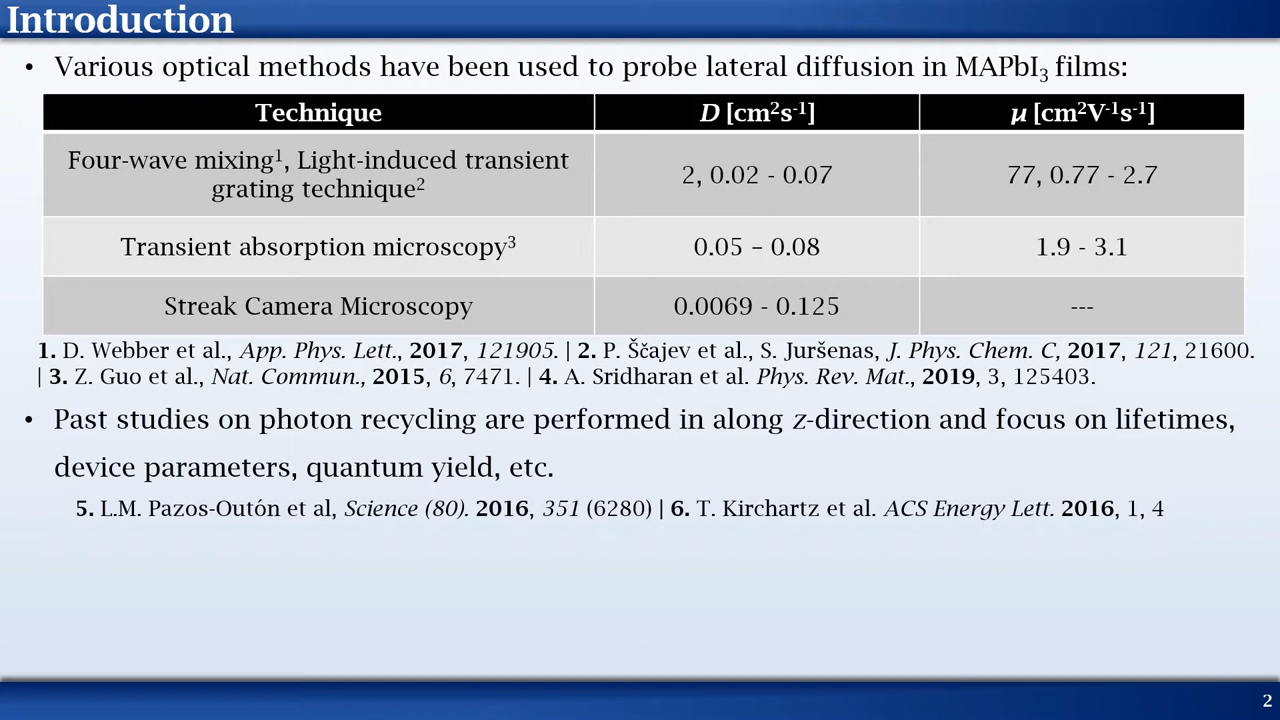 Introduction
• Various optical methods have been used to probe lateral diffusion in MAPbI₃ films:
Technique D [cm²s⁻¹] μ [cm²V⁻¹s⁻¹]
Four-wave mixing¹, Light-induced transient
grating technique² 2, 0.02 - 0.07 77, 0.77 - 2.7
Transient absorption microscopy³ 0.05 – 0.08 1.9 - 3.1
Streak Camera Microscopy 0.0069 - 0.125 ---
1. D. Webber et al., App. Phys. Lett., 2017, 121905. | 2. P. Ščajev et al., S. Juršenas, J. Phys. Chem. C, 2017, 121, 21600.
| 3. Z. Guo et al., Nat. Commun., 2015, 6, 7471. | 4. A. Sridharan et al. Phys. Rev. Mat., 2019, 3, 125403.
• Past studies on photon recycling are performed in along z-direction and focus on lifetimes,
device parameters, quantum yield, etc.
5. L.M. Pazos-Outón et al, Science (80). 2016, 351 (6280) | 6. T. Kirchartz et al. ACS Energy Lett. 2016, 1, 4
2